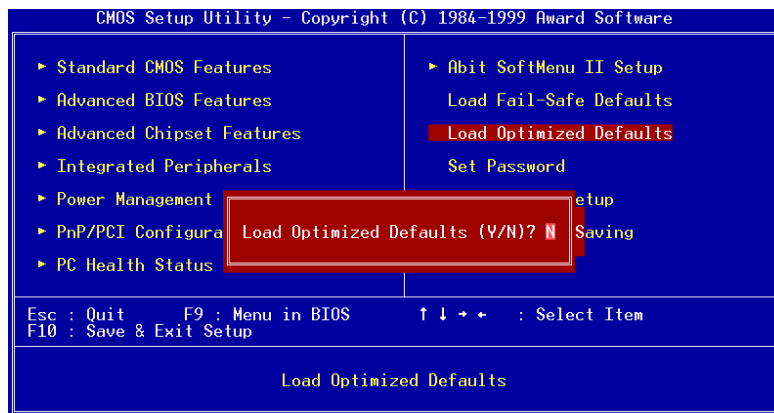 CMOS Setup Utility - Copyright (C) 1984-1999 Award Software
► Standard CMOS Features
► Advanced BIOS Features
► Advanced Chipset Features
► Integrated Peripherals
► Power Management
► PnP/PCI Configura
► PC Health Status
► Abit SoftMenu II Setup
Load Fail-Safe Defaults
Load Optimized Defaults
Set Password
etup
Saving
Load Optimized Defaults (Y/N)? N
Esc : Quit F9 : Menu in BIOS ↑ ↓ → ← : Select Item
F10 : Save & Exit Setup
Load Optimized Defaults